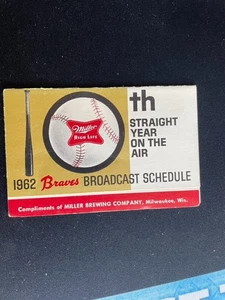 th
Miller
HIGH LIFE
STRAIGHT
YEAR
ON THE
AIR
1962 Braves BROADCAST SCHEDULE
Compliments of MILLER BREWING COMPANY, Milwaukee, Wis.